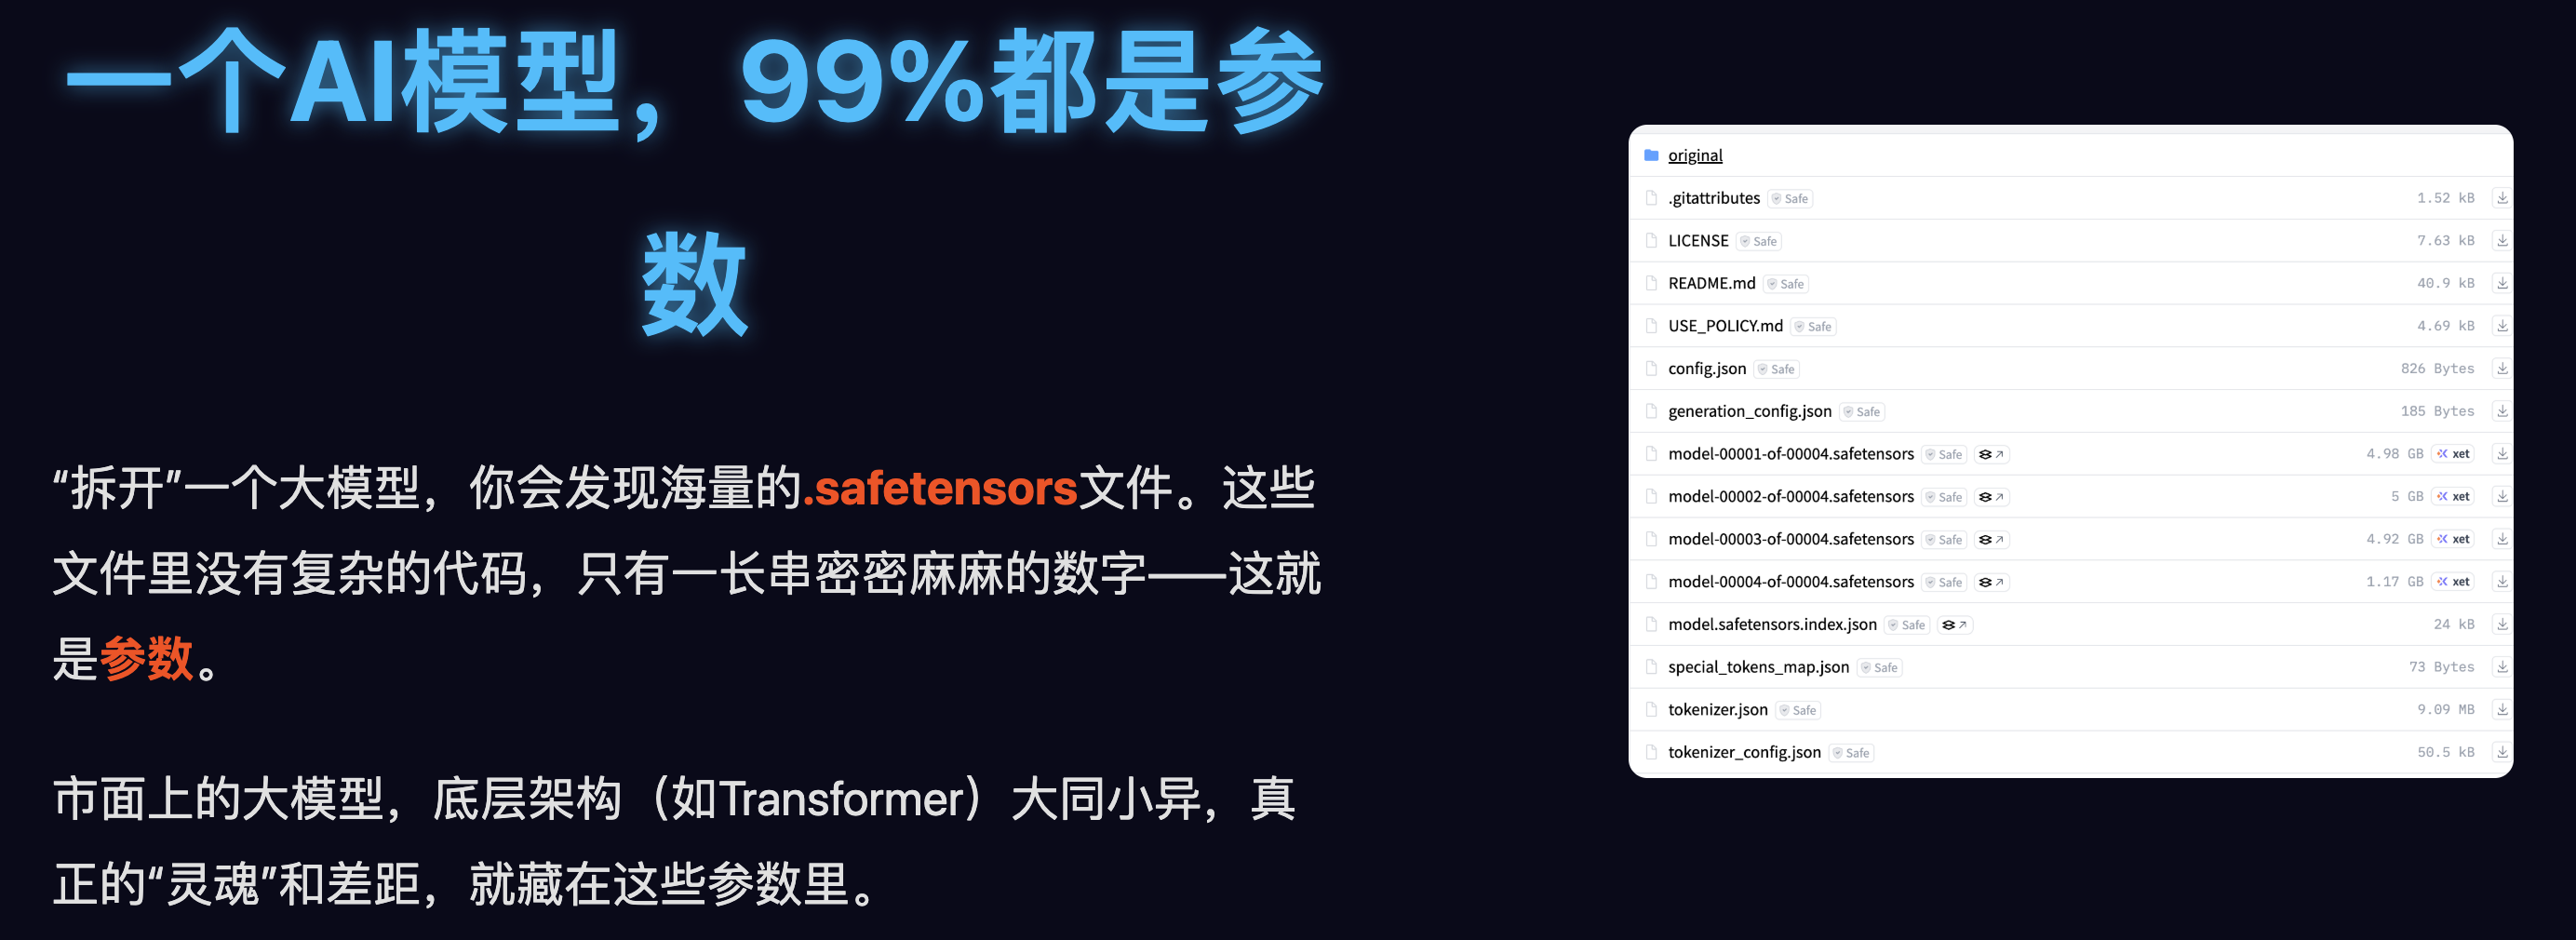 一个AI模型，99%都是参
数
“拆开”一个大模型，你会发现海量的.safetensors文件。这些
文件里没有复杂的代码，只有一长串密密麻麻的数字——这就
是参数。
市面上的大模型，底层架构（如Transformer）大同小异，真
正的“灵魂”和差距，就藏在这些参数里。
original
.gitattributes Safe 1.52 kB
LICENSE Safe 7.63 kB
README.md Safe 40.9 kB
USE_POLICY.md Safe 4.69 kB
config.json Safe 826 Bytes
generation_config.json Safe 185 Bytes
model-00001-of-00004.safetensors Safe 4.98 GB xet
model-00002-of-00004.safetensors Safe 5 GB xet
model-00003-of-00004.safetensors Safe 4.92 GB xet
model-00004-of-00004.safetensors Safe 1.17 GB xet
model.safetensors.index.json Safe 24 kB
special_tokens_map.json Safe 73 Bytes
tokenizer.json Safe 9.09 MB
tokenizer_config.json Safe 50.5 kB